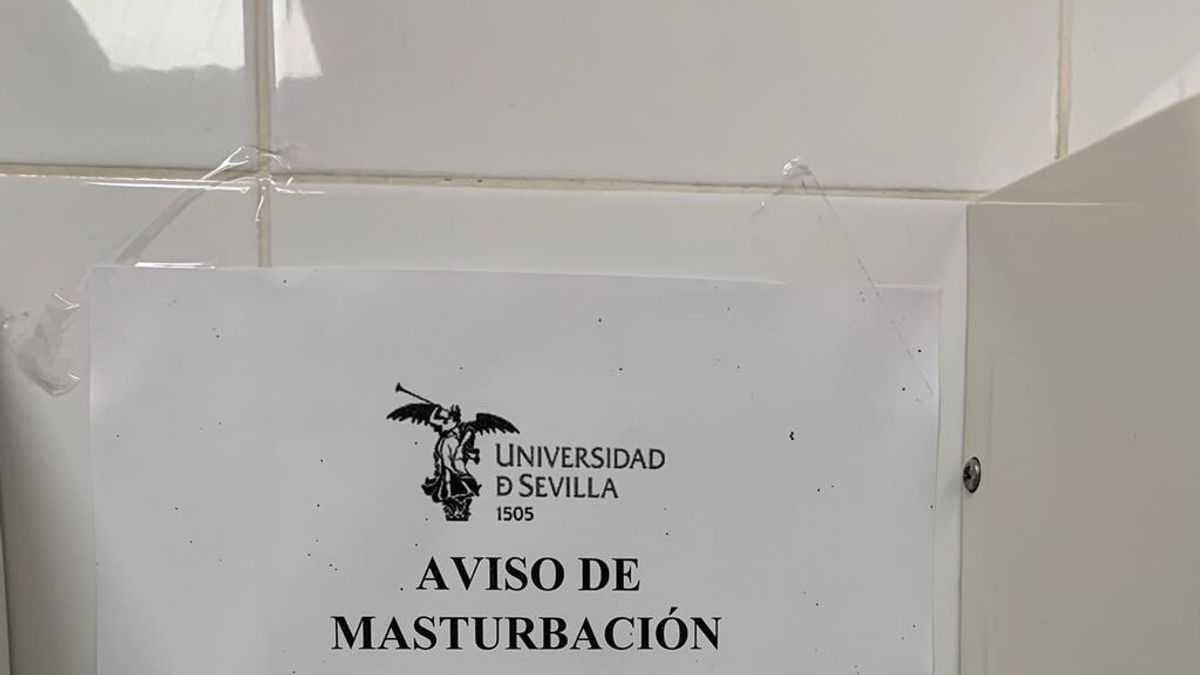 UNIVERSIDAD
Ð SEVILLA
1505
AVISO DE
MASTURBACIÓN